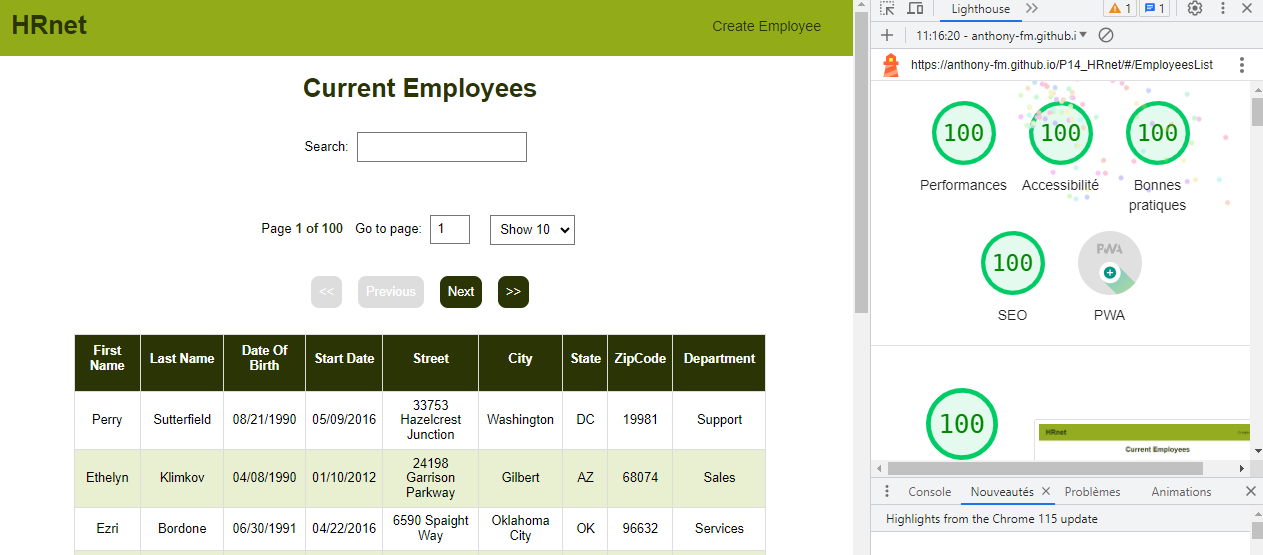 HRnet
Create Employee
Current Employees
Search:
Page 1 of 100 Go to page: 1 Show 10
<< Previous Next >>
First Name Last Name Date Of Birth Start Date Street City State ZipCode Department
Perry Sutterfield 08/21/1990 05/09/2016 33753 Hazelcrest Junction Washington DC 19981 Support
Ethelyn Klimkov 04/08/1990 01/10/2012 24198 Garrison Parkway Gilbert AZ 68074 Sales
Ezri Bordone 06/30/1991 04/22/2016 6590 Spaight Way Oklahoma City OK 96632 Services
Lighthouse 1 1
11:16:20 - anthony-fm.github.i
https://anthony-fm.github.io/P14_HRnet/#/EmployeesList
100 100 100
Performances Accessibilité Bonnes pratiques
100 PWA
SEO PWA
100
HRnet
Current Employees
Console Nouveautés Problèmes Animations
Highlights from the Chrome 115 update